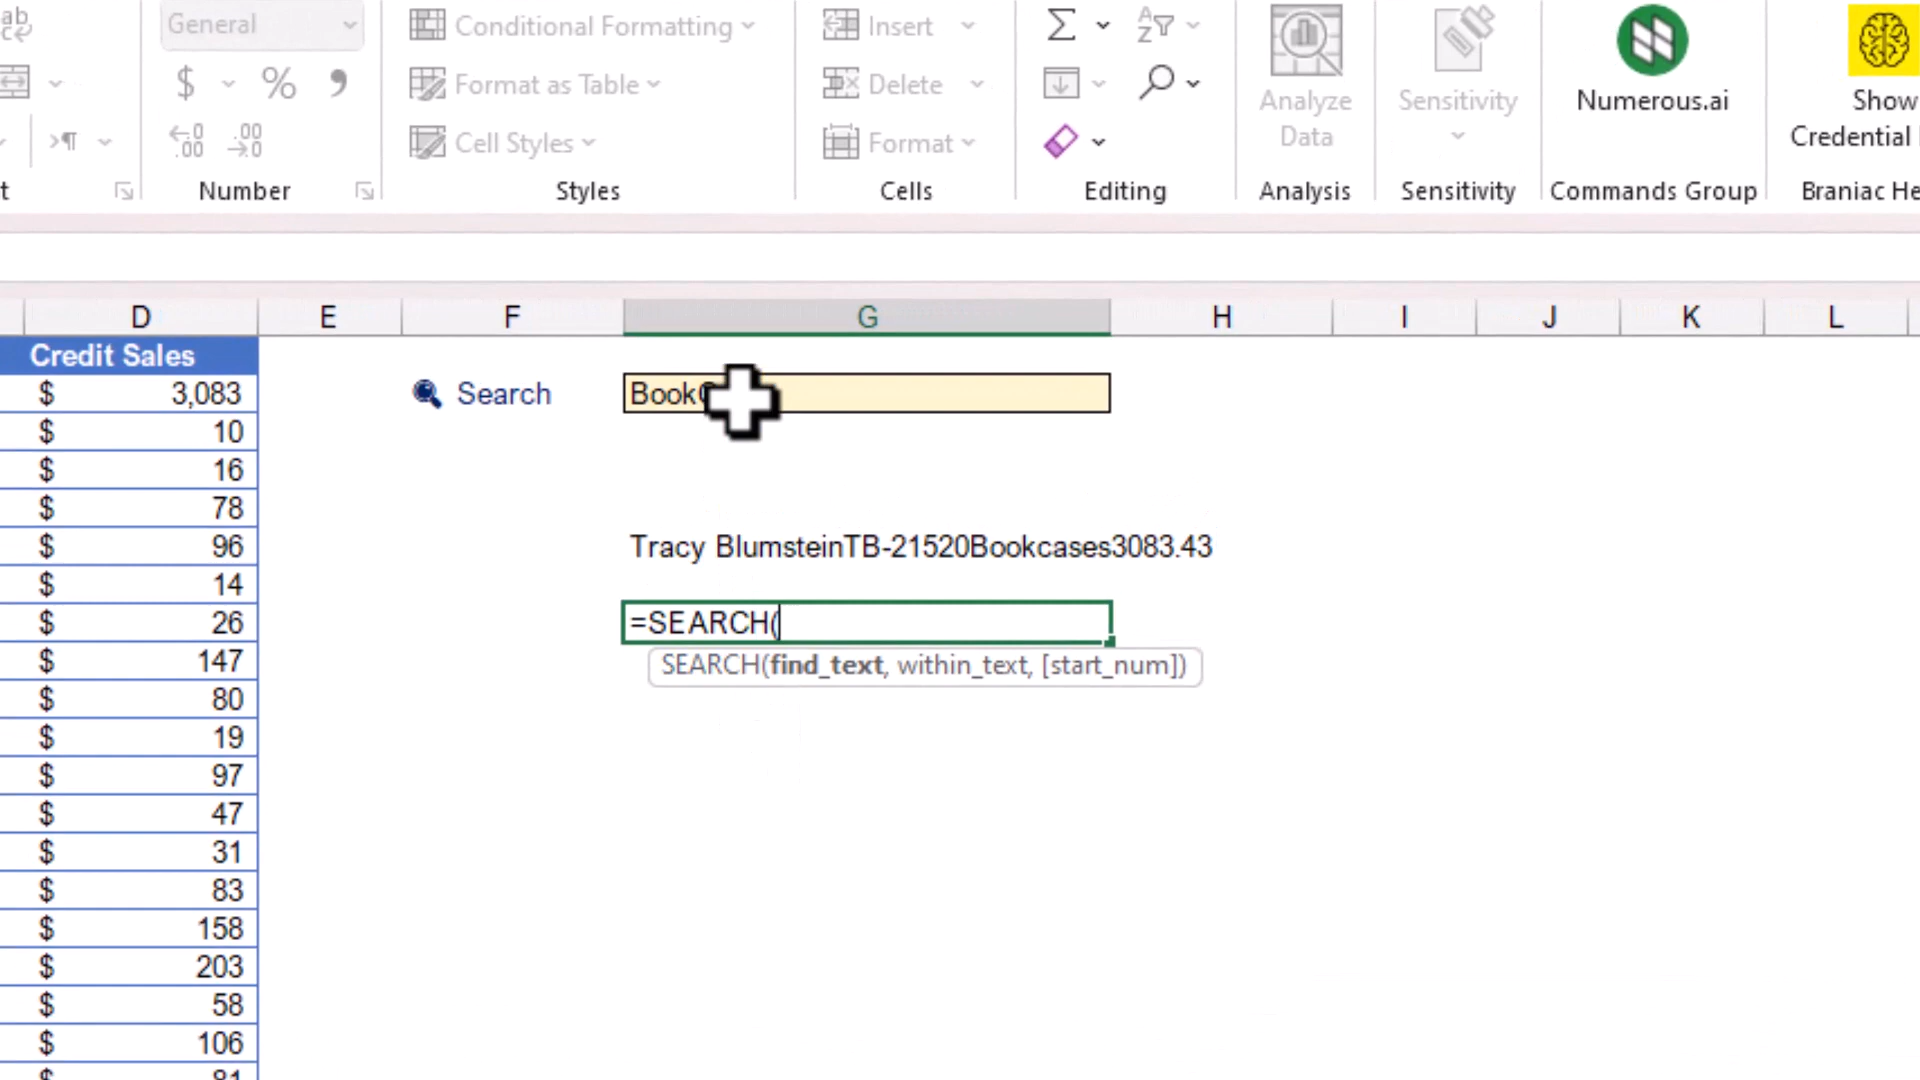 General
$ % ,
.00
.00
Number
Conditional Formatting
Format as Table
Cell Styles
Styles
Insert
Delete
Format
Cells
Editing
Analyze
Data
Analysis
Sensitivity
Sensitivity
Numerous.ai
Commands Group
Show
Credential
Braniac He
D E F G H I J K L
Credit Sales
$ 3,083
Search
$ 10
$ 16
$ 78
$ 96
Tracy BlumsteinTB-21520Bookcases3083.43
$ 14
$ 26
=SEARCH(
SEARCH(find_text, within_text, [start_num])
$ 147
$ 80
$ 19
$ 97
$ 47
$ 31
$ 83
$ 158
$ 203
$ 58
$ 106